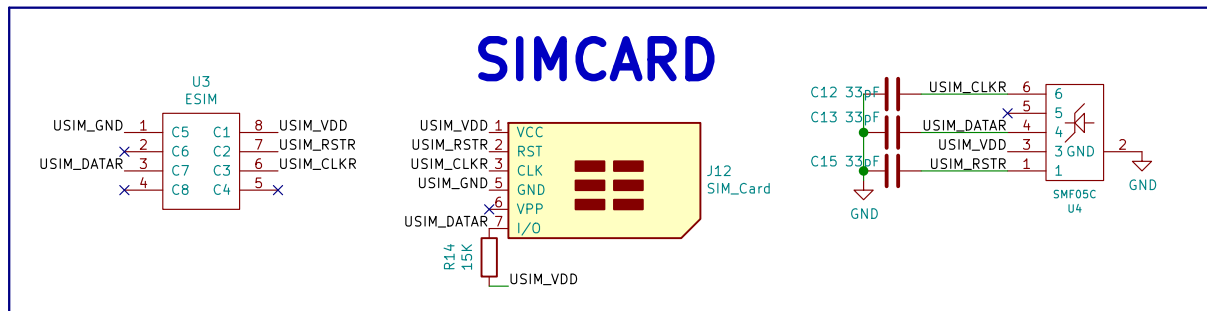 SIMCARD
U3
ESIM
USIM_GND 1 C5 C1 8 USIM_VDD
2 C6 C2 7 USIM_RSTR
USIM_DATAR 3 C7 C3 6 USIM_CLKR
4 C8 C4 5
USIM_VDD 1 VCC
USIM_RSTR 2 RST
USIM_CLKR 3 CLK
USIM_GND 5 GND
6 VPP
USIM_DATAR 7 I/O
J12
SIM_Card
R14
15K
USIM_VDD
C12 33pF USIM_CLKR 6 6
5 5
C13 33pF USIM_DATAR 4 4
USIM_VDD 3 3 GND 2
C15 33pF USIM_RSTR 1 1
GND
GND
SMF05C
U4